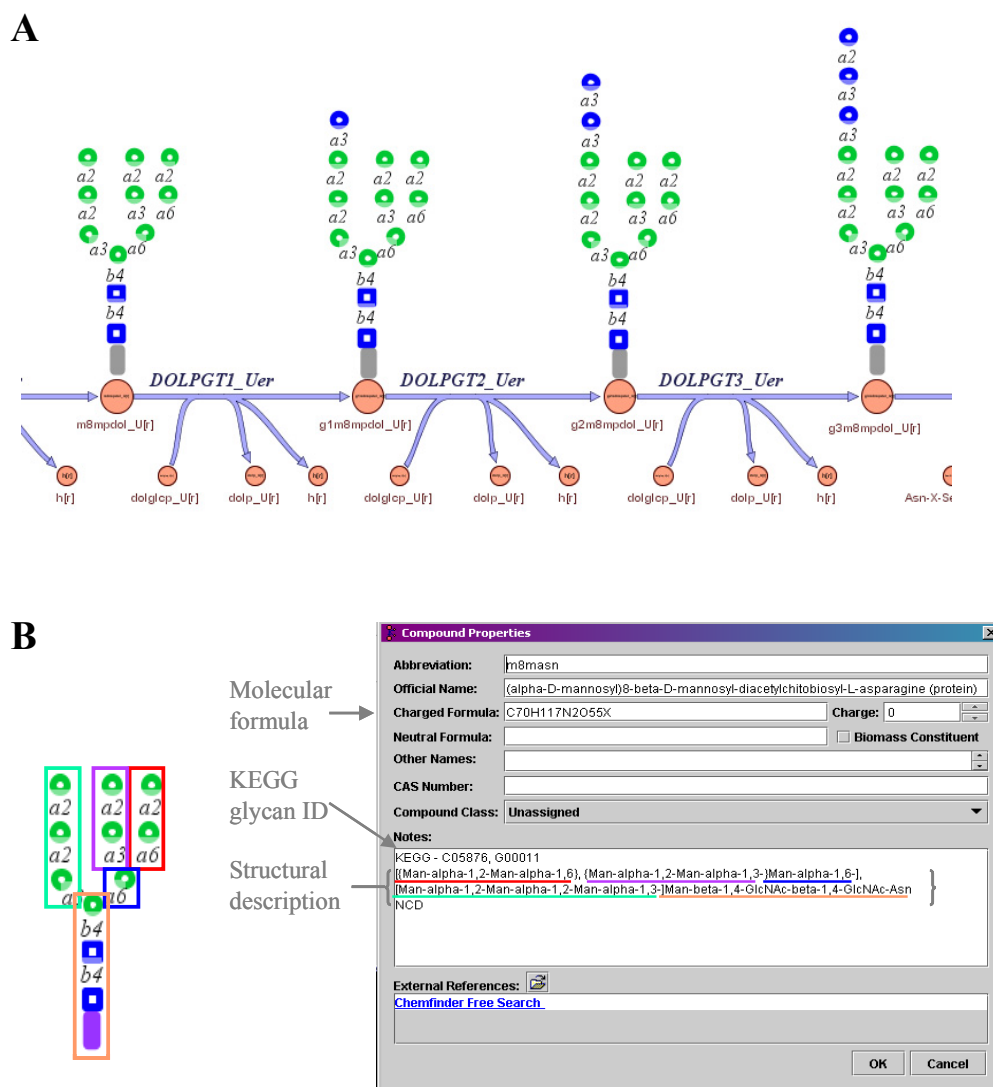 A
a2
a3
a3
a3 a3
a3 a2 a2 a2
a2 a2 a2 a2 a2 a2 a2 a2 a2 a2 a3 a6
a2 a3 a6 a2 a3 a6 a2 a3 a6 a2
a3 a6 a3 a6 a3 a6 a3 a6
b4 b4 b4 b4
b4 b4 b4 b4
DOLPGT1_Uer DOLPGT2_Uer DOLPGT3_Uer
m8mpdol_U[r] g1m8mpdol_U[r] g2m8mpdol_U[r] g3m8mpdol_U[r]
h[r] h[r] h[r] h[r]
h[r] dolglcp_U[r] dolp_U[r] h[r] dolglcp_U[r] dolp_U[r] h[r] dolglcp_U[r] dolp_U[r] h[r] Asn-X-Se
B
a2 a2 a2
a2 a3 a6
a a6
b4
b4
Molecular
formula
KEGG
glycan ID
Structural
description
Compound Properties
Abbreviation: m8masn
Official Name: (alpha-D-mannosyl)8-beta-D-mannosyl-diacetylchitobiosyl-L-asparagine (protein)
Charged Formula: C70H117N2O55X Charge: 0
Neutral Formula: Biomass Constituent
Other Names:
CAS Number:
Compound Class: Unassigned
Notes:
KEGG - C05876, G00011
[{Man-alpha-1,2-Man-alpha-1,6}, {Man-alpha-1,2-Man-alpha-1,3-}Man-alpha-1,6-],
[Man-alpha-1,2-Man-alpha-1,2-Man-alpha-1,3-]Man-beta-1,4-GlcNAc-beta-1,4-GlcNAc-Asn
NCD
External References:
Chemfinder Free Search
OK Cancel